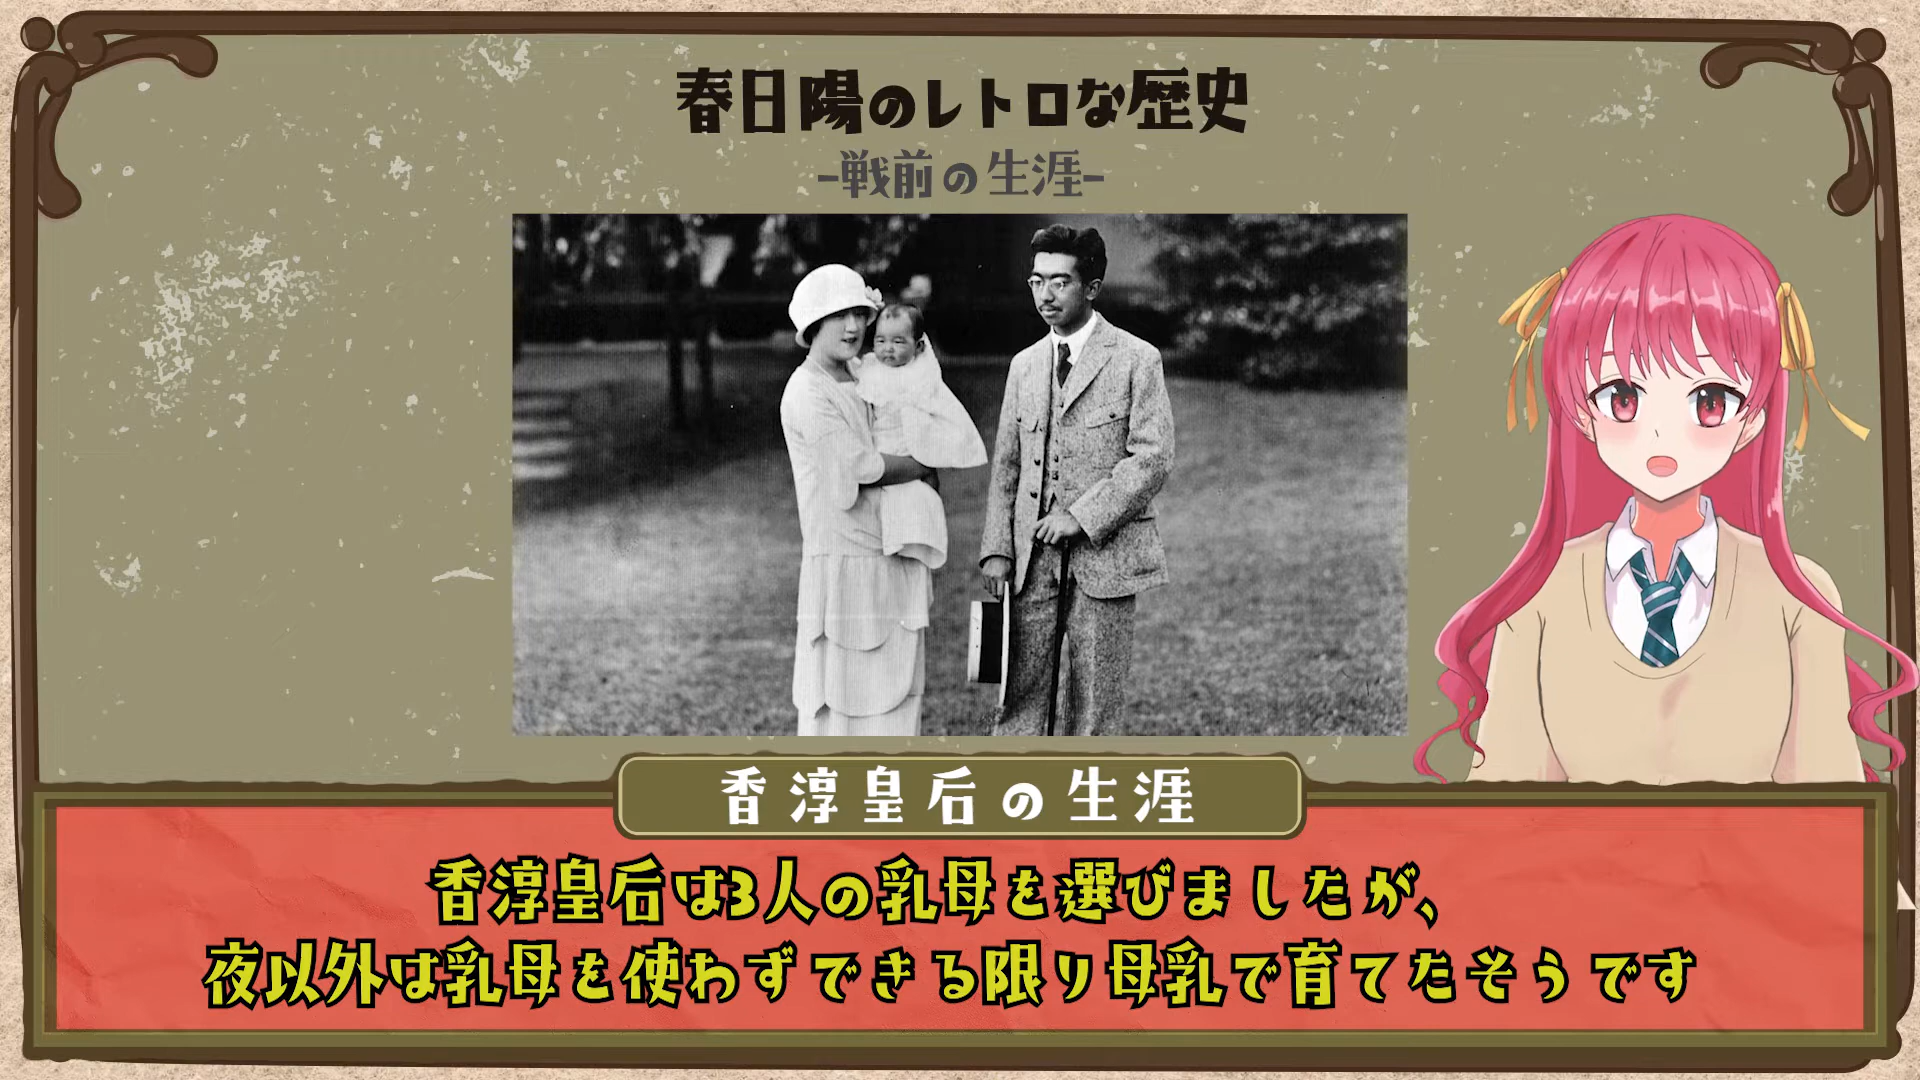 春日陽のレトロな歴史
-戦前の生涯-
香淳皇后の生涯
香淳皇后は3人の乳母を選びましたが、
夜以外は乳母を使わずできる限り母乳で育てたそうです